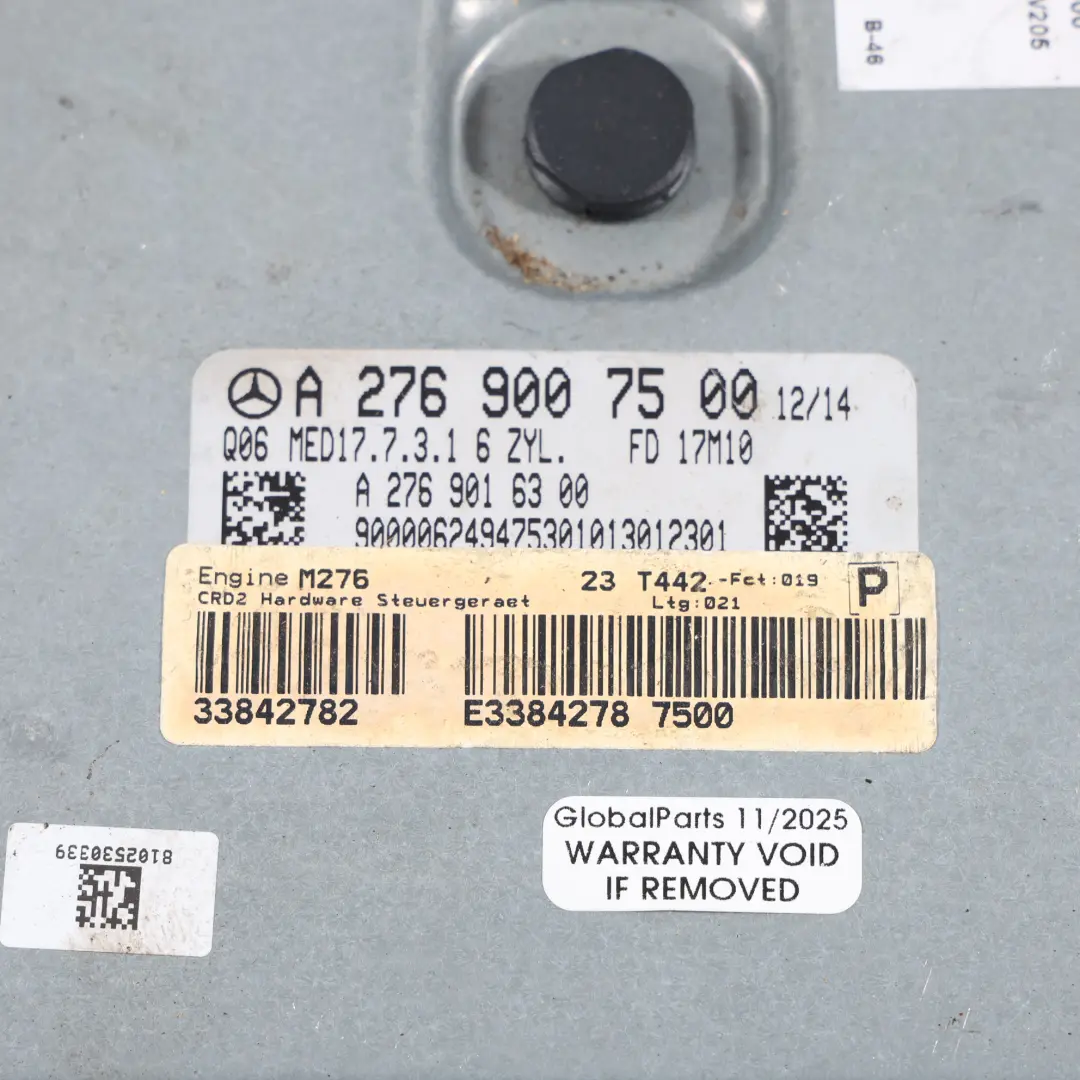 V205
B-46
A 276 900 75 00 12/14
Q06 MED17.7.3.1 6 ZYL. FD 17M10
A 276 901 63 00
900006249475301013012301
Engine M276 23 T442 -Fct:019 P
CRD2 Hardware Steuergeraet Ltg:021
33842782 E3384278 7500
GlobalParts 11/2025
WARRANTY VOID
IF REMOVED
81025300339